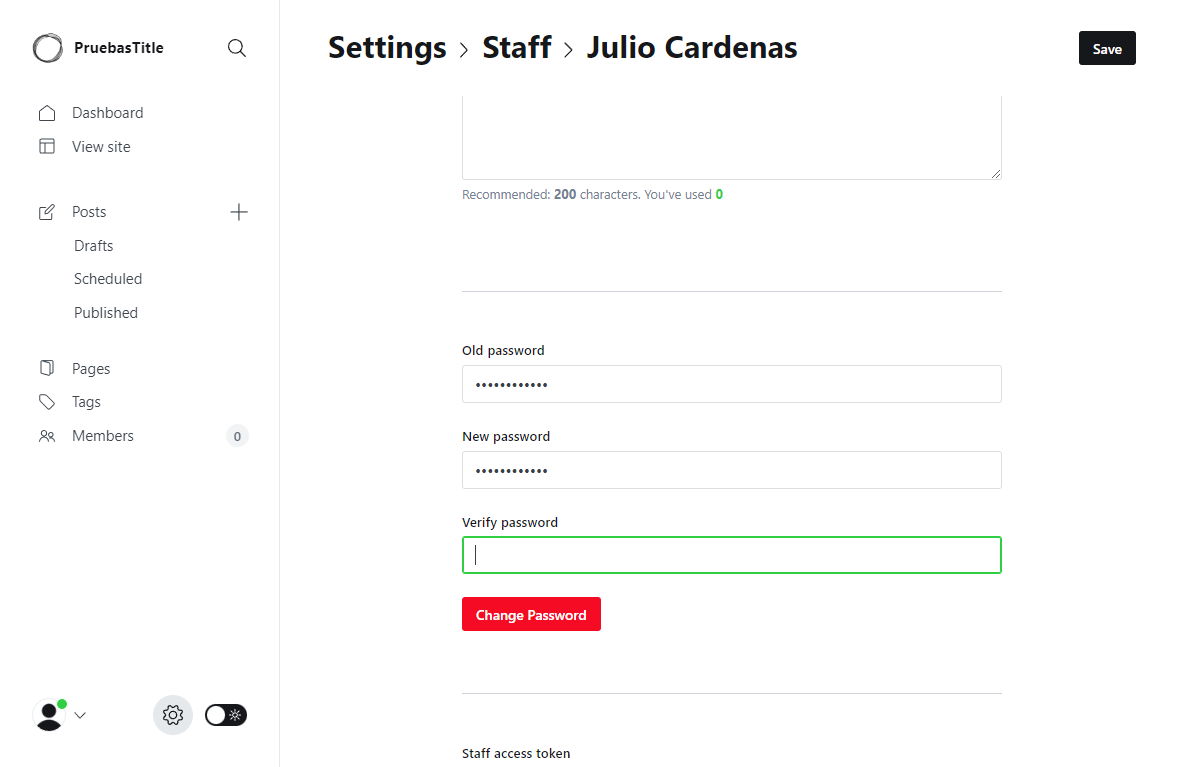 PruebasTitle
Settings > Staff > Julio Cardenas
Save
Dashboard
View site
Posts
Drafts
Scheduled
Published
Pages
Tags
Members
0
Recommended: 200 characters. You've used 0
Old password
••••••••••••
New password
••••••••••••
Verify password
Change Password
Staff access token